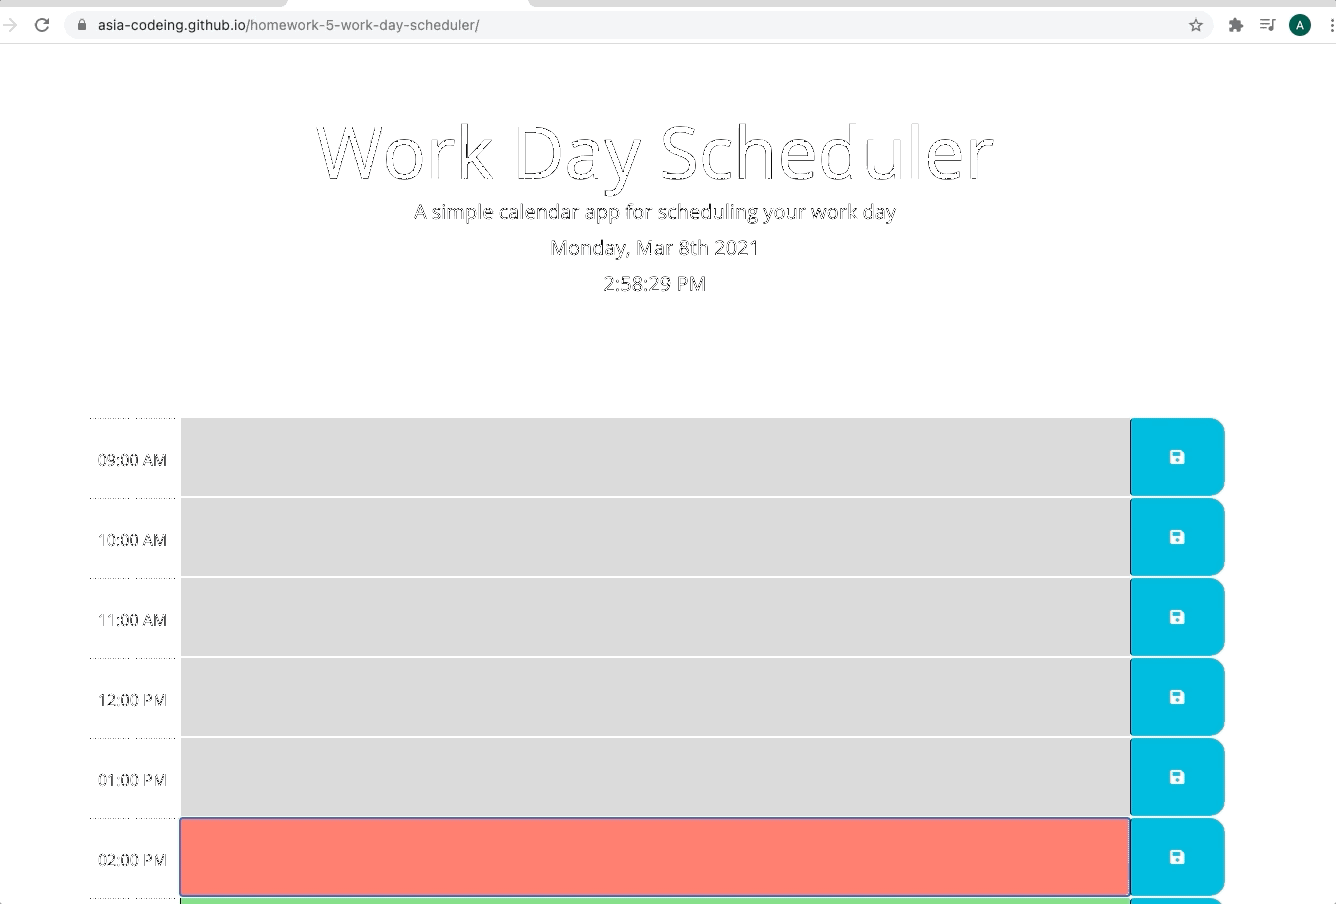 asia-codeing.github.io/homework-5-work-day-scheduler/
A
Work Day Scheduler
A simple calendar app for scheduling your work day
Monday, Mar 8th 2021
2:58:29 PM
09:00 AM
10:00 AM
11:00 AM
12:00 PM
01:00 PM
02:00 PM